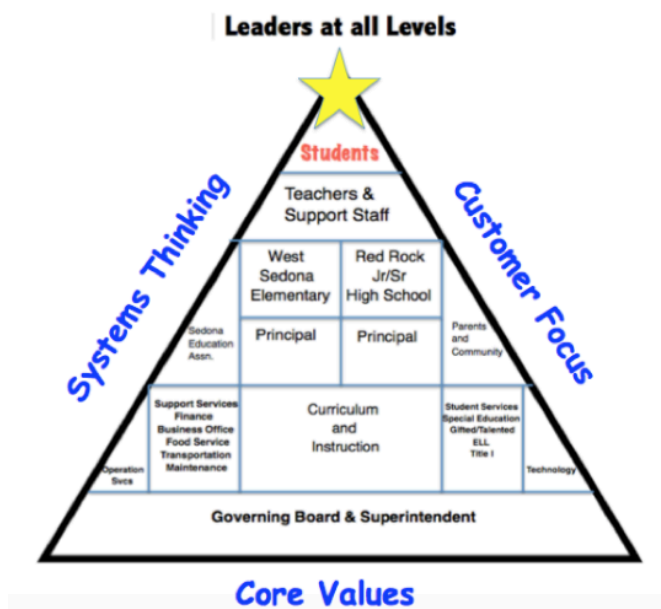 Leaders at all Levels
Students
Teachers &
Support Staff
Systems Thinking
Customer Focus
West
Sedona
Elementary
Red Rock
Jr/Sr
High School
Sedona
Education
Assn.
Principal
Principal
Parents
and
Community
Operation
Svcs
Support Services
Finance
Business Office
Food Service
Transportation
Maintenance
Curriculum
and
Instruction
Student Services
Special Education
Gifted/Talented
ELL
Title I
Technology
Governing Board & Superintendent
Core Values